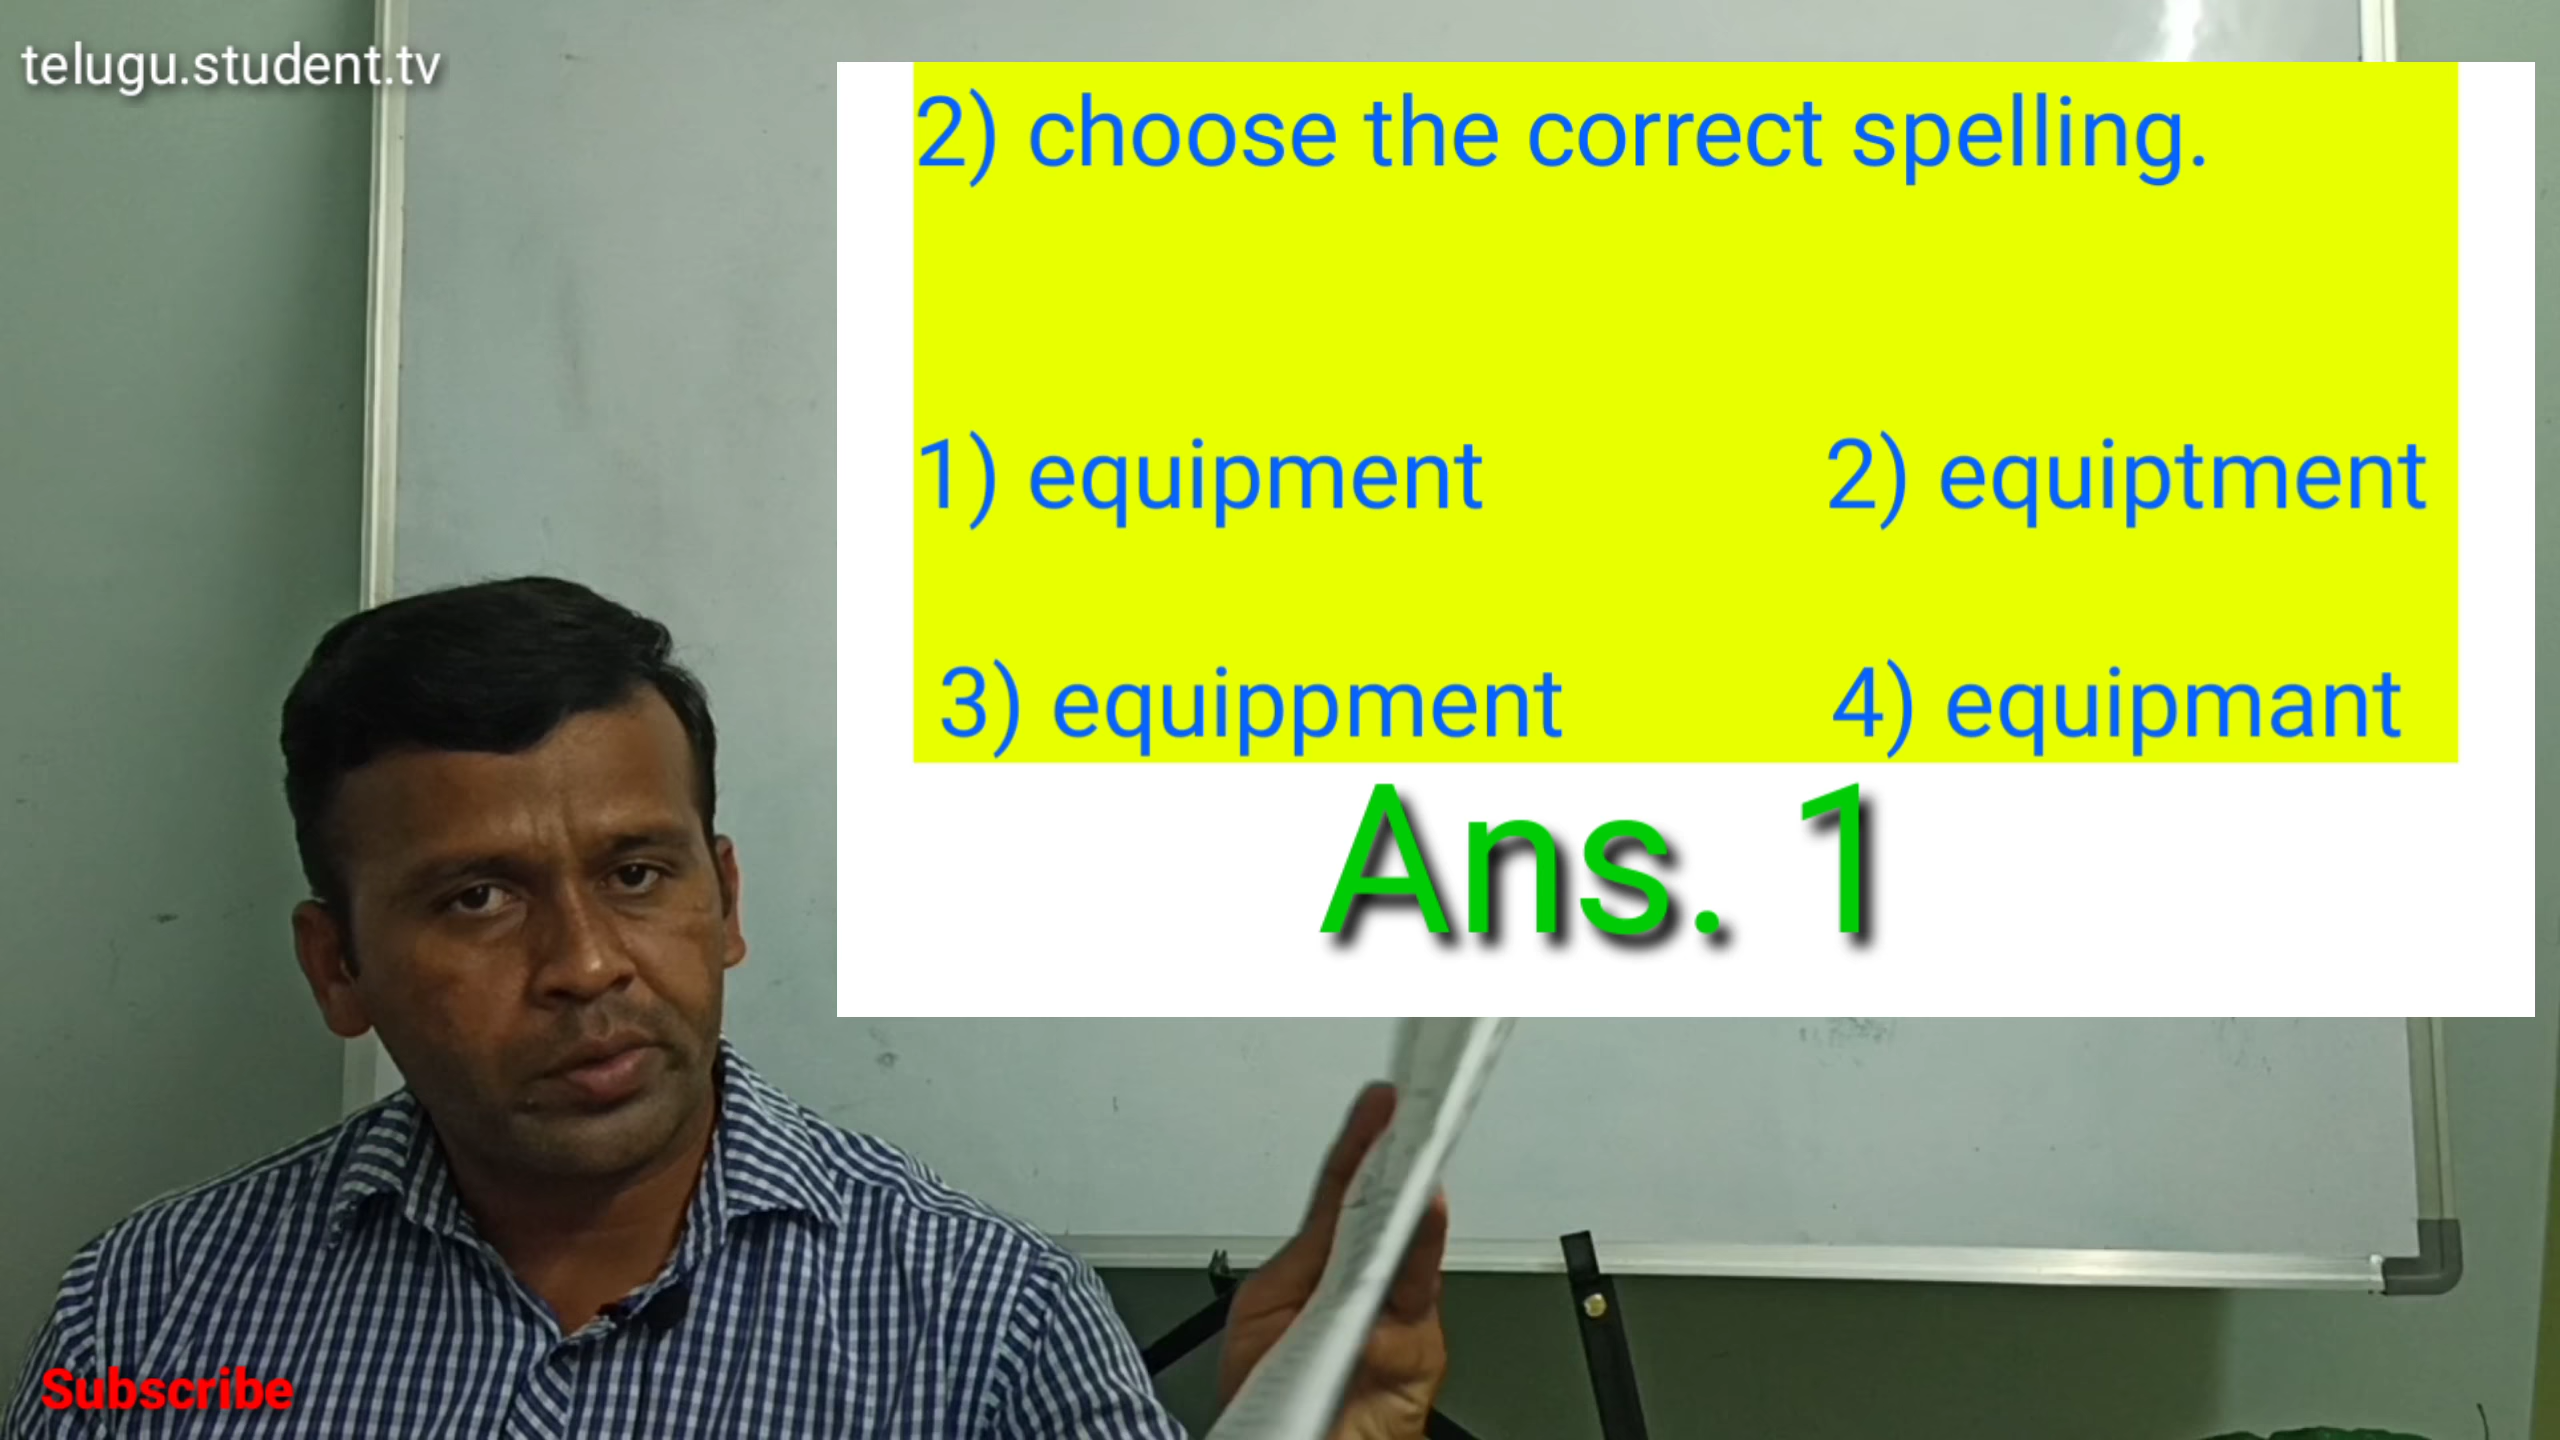 telugu.student.tv
2) choose the correct spelling.
1) equipment 2) equiptment
3) equippment 4) equipmant
Ans. 1
Subscribe